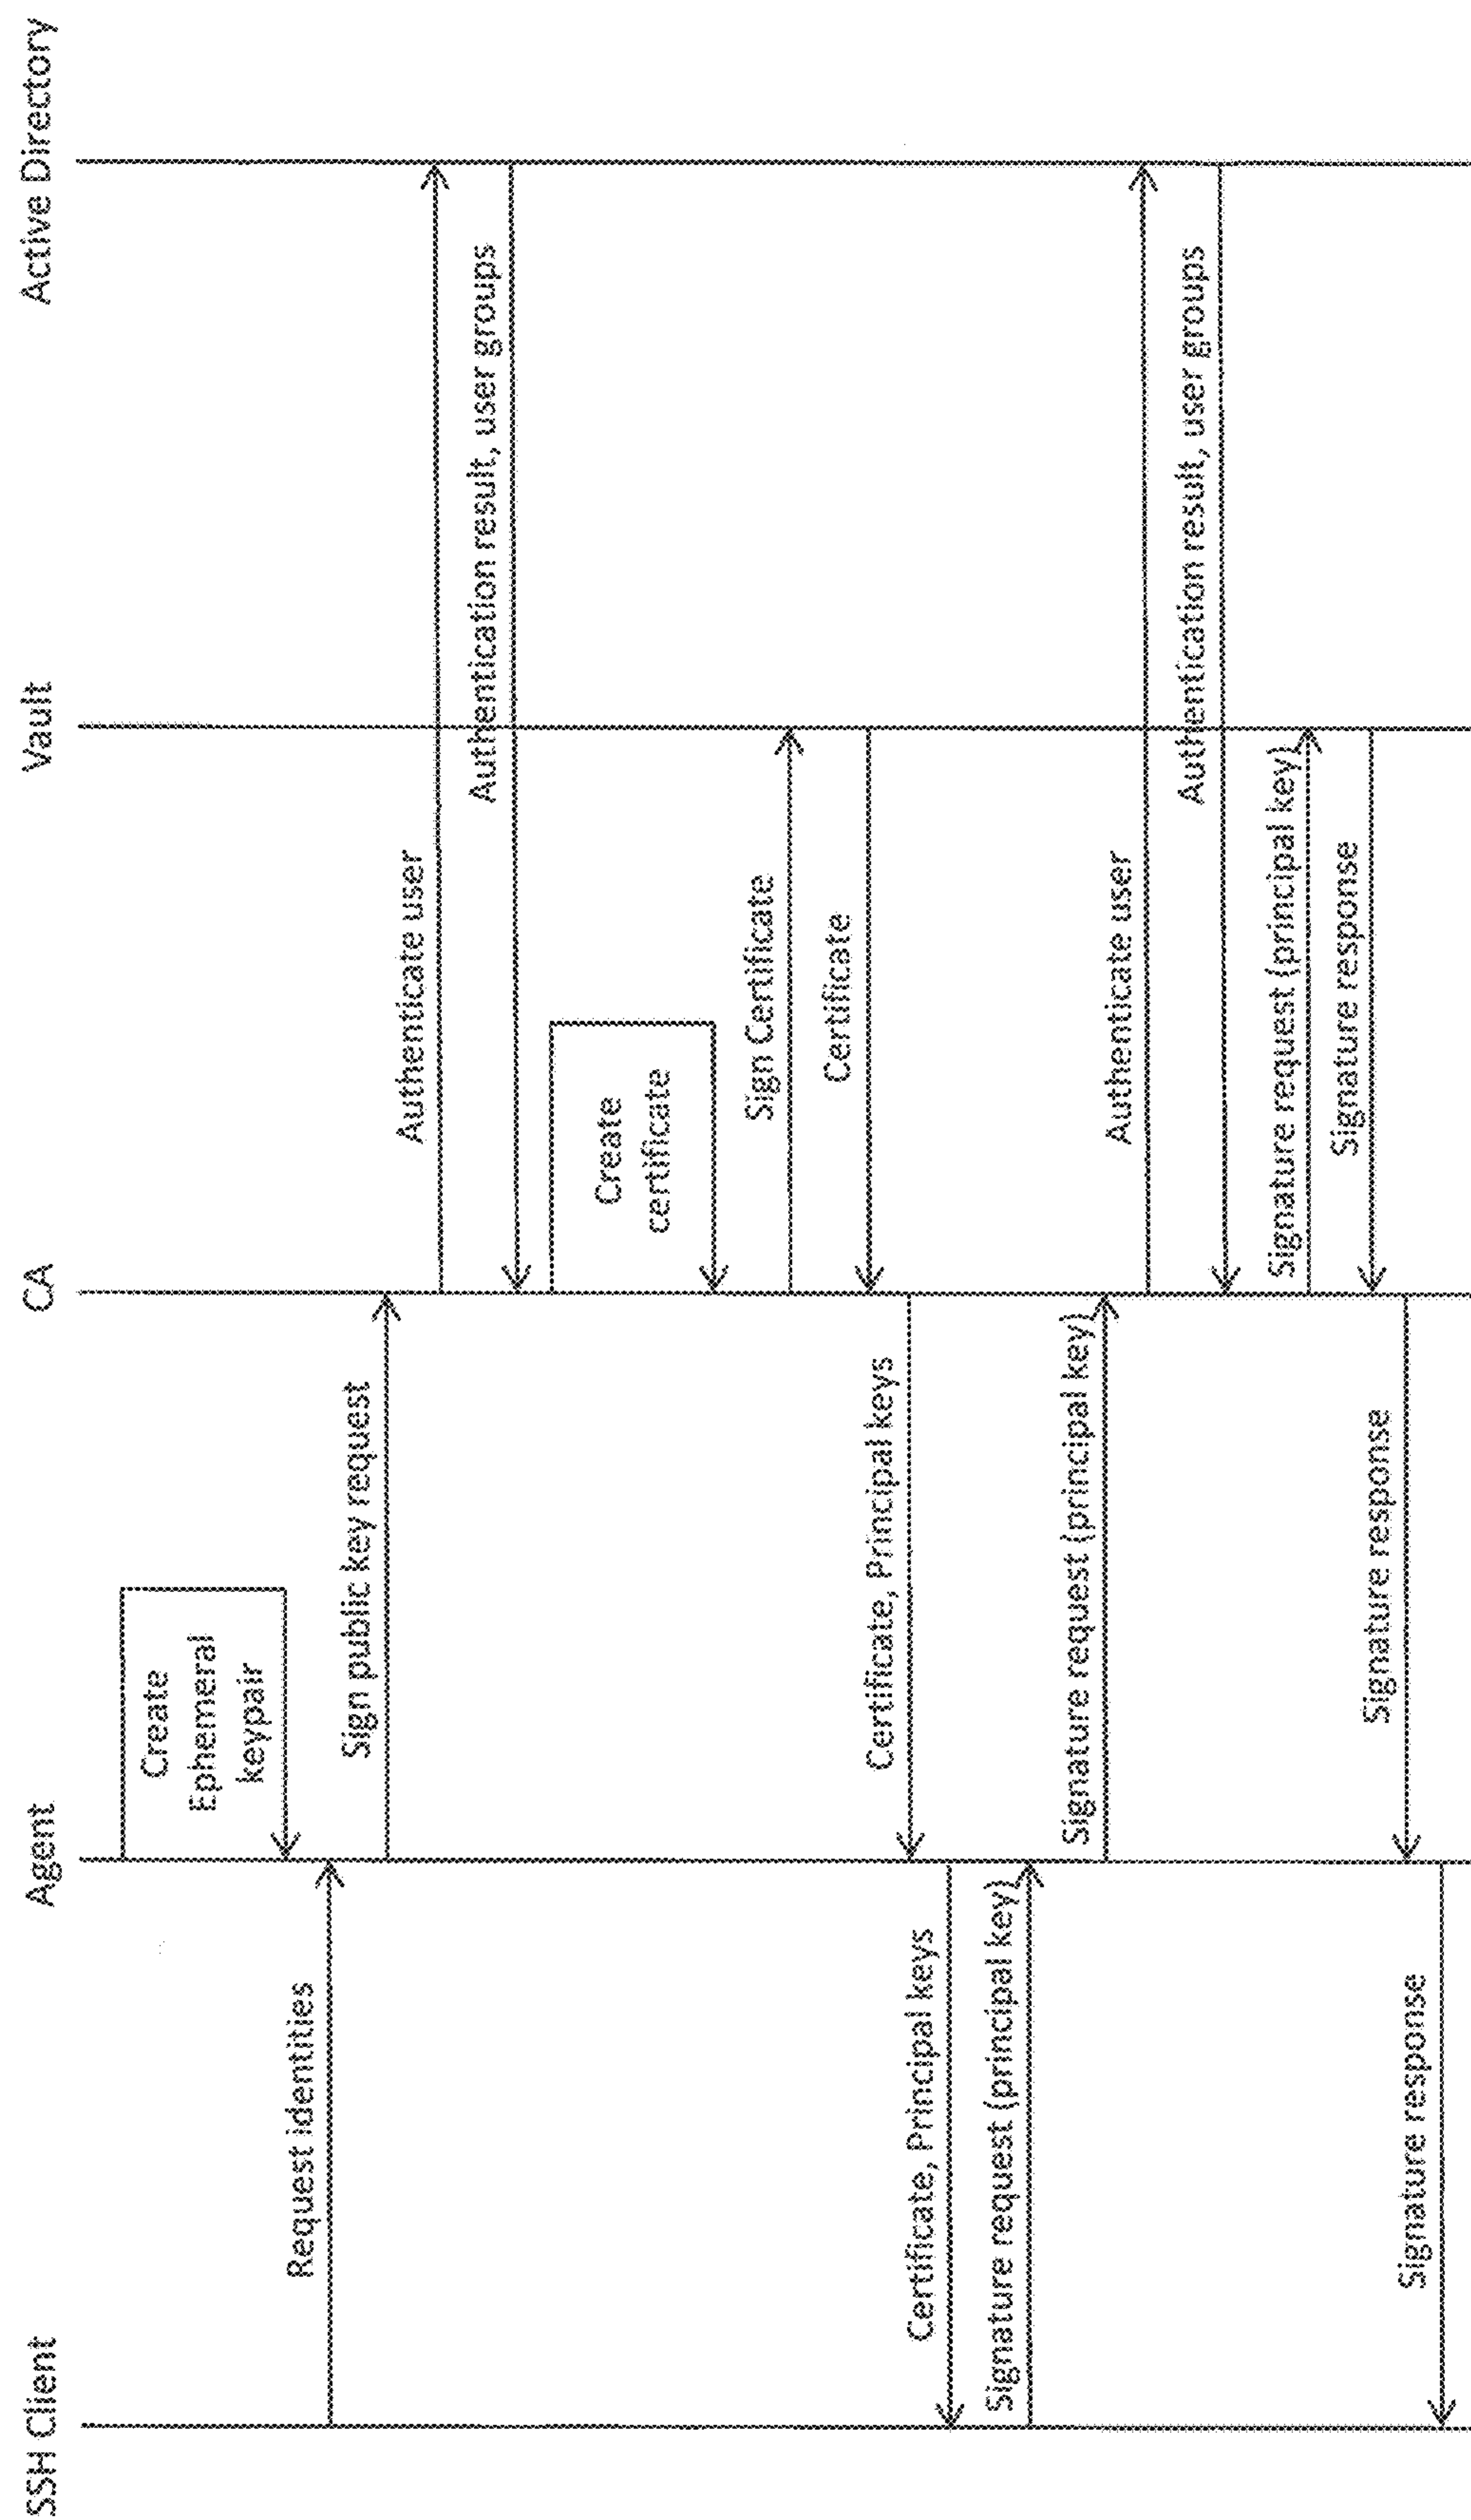 SSH Client
Agent
CA
Vault
Active Directory
Create
Ephemeral
keypair
Request identities
Sign public key request
Authenticate user
Authentication result, user groups
Create
certificate
Sign Certificate
Certificate
Certificate, Principal keys
Certificate, Principal keys
Signature request (principal key)
Signature request (principal key)
Authenticate user
Authentication result, user groups
Signature request (principal key)
Signature response
Signature response
Signature response